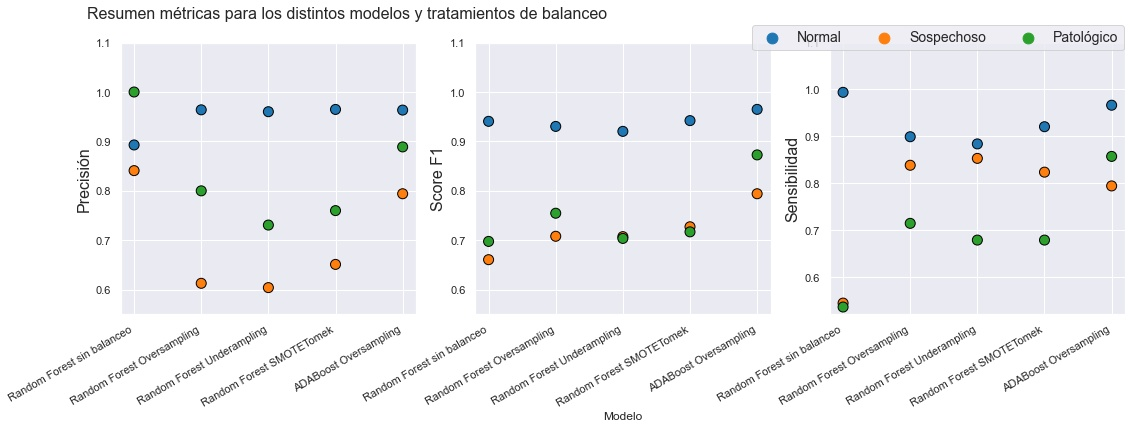 Resumen métricas para los distintos modelos y tratamientos de balanceo
Normal
Sospechoso
Patológico
Precisión
1.1
1.0
0.9
0.8
0.7
0.6
Random Forest sin balanceo
Random Forest Oversampling
Random Forest Underampling
Random Forest SMOTETomek
ADABoost Oversampling
Score F1
1.1
1.0
0.9
0.8
0.7
0.6
Random Forest sin balanceo
Random Forest Oversampling
Random Forest Underampling
Random Forest SMOTETomek
ADABoost Oversampling
Modelo
Sensibilidad
1.0
0.9
0.8
0.7
0.6
Random Forest sin balanceo
Random Forest Oversampling
Random Forest Underampling
Random Forest SMOTETomek
ADABoost Oversampling